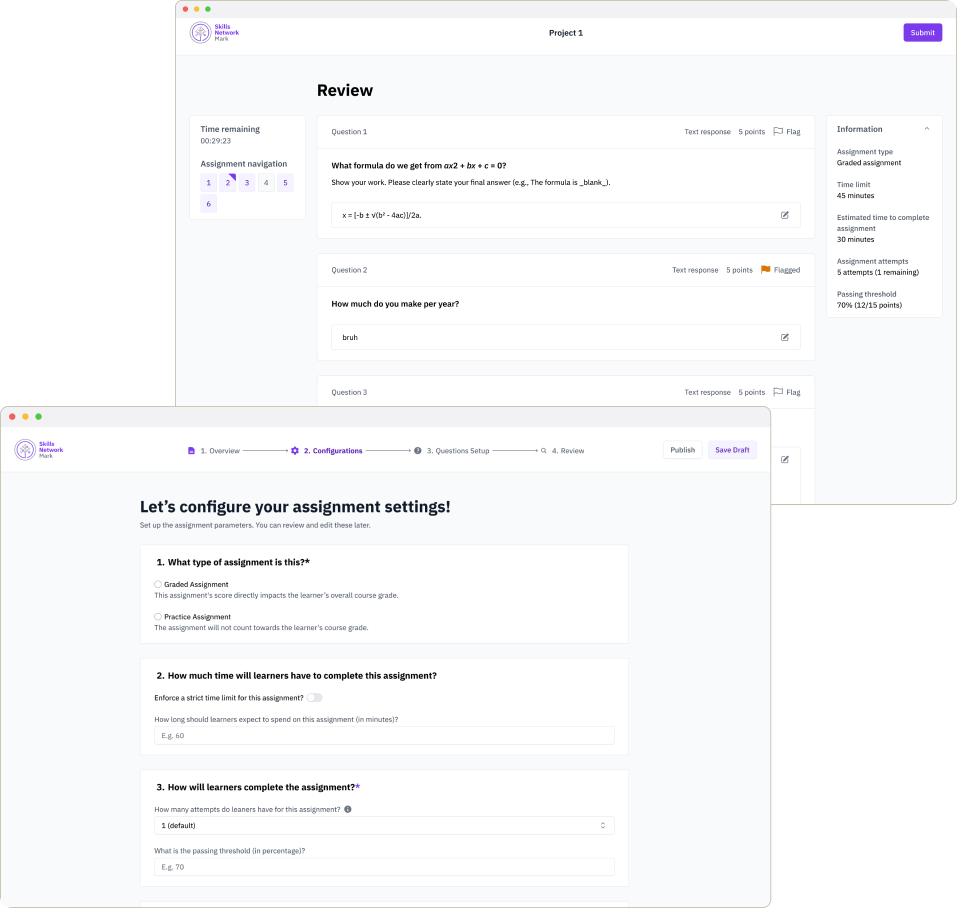 Skills
Network
Mark
Project 1
Submit
Review
Time remaining
00:29:23
Assignment navigation
1 2 3 4 5
6
Question 1 Text response 5 points Flag
What formula do we get from ax2 + bx + c = 0?
Show your work. Please clearly state your final answer (e.g., The formula is _blank_).
x = [-b ± √(b² - 4ac)]/2a.
Question 2 Text response 5 points Flagged
How much do you make per year?
bruh
Question 3 Text response 5 points Flag
Information
Assignment type
Graded assignment
Time limit
45 minutes
Estimated time to complete
assignment
30 minutes
Assignment attempts
5 attempts (1 remaining)
Passing threshold
70% (12/15 points)
Skills
Network
Mark
1. Overview 2. Configurations 3. Questions Setup 4. Review
Publish Save Draft
Let's configure your assignment settings!
Set up the assignment parameters. You can review and edit these later.
1. What type of assignment is this?*
Graded Assignment
This assignment's score directly impacts the learner's overall course grade.
Practice Assignment
The assignment will not count towards the learner's course grade.
2. How much time will learners have to complete this assignment?
Enforce a strict time limit for this assignment?
How long should learners expect to spend on this assignment (in minutes)?
E.g. 60
3. How will learners complete the assignment?*
How many attempts do leaners have for this assignment?
1 (default)
What is the passing threshold (in percentage)?
E.g. 70